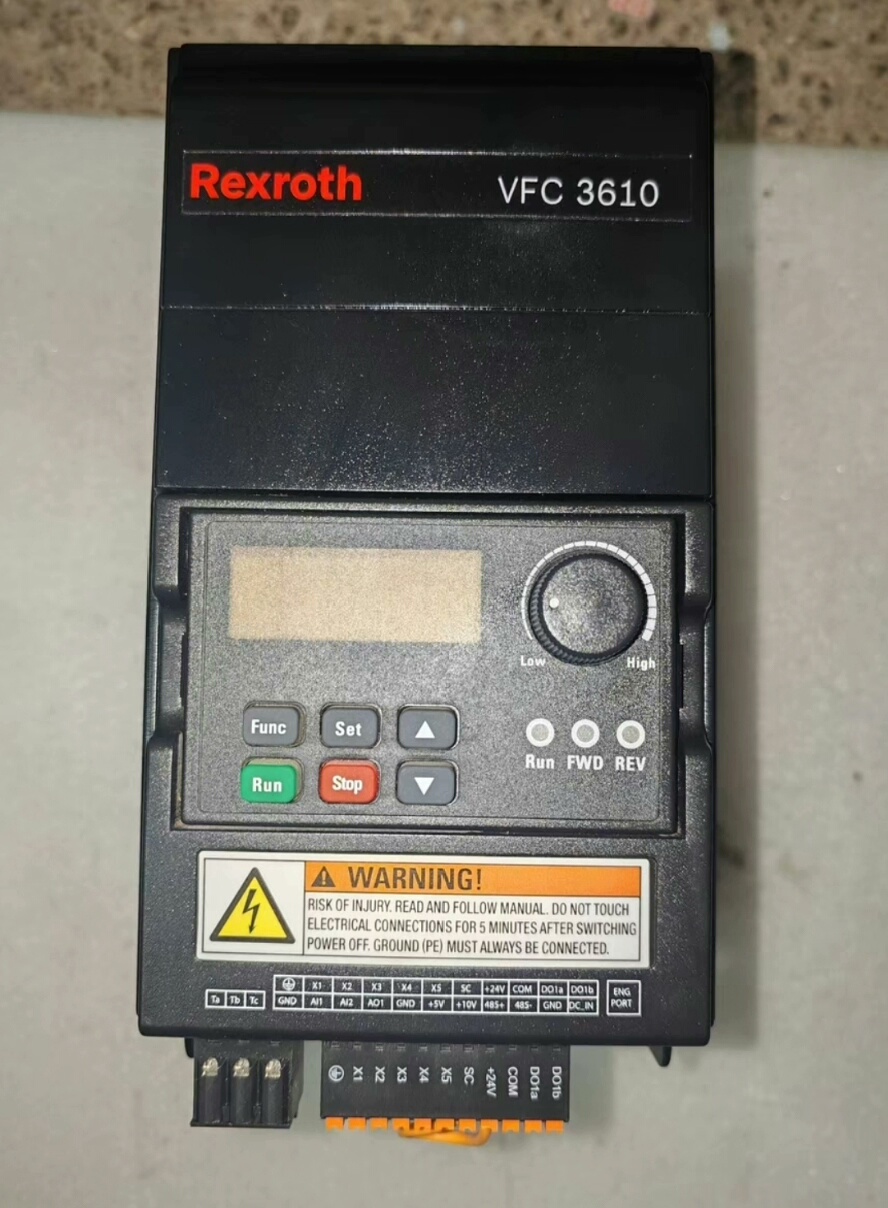 Rexroth
VFC 3610
Low
High
Func
Set
Run
Stop
Run FWD REV
WARNING!
RISK OF INJURY. READ AND FOLLOW MANUAL. DO NOT TOUCH
ELECTRICAL CONNECTIONS FOR 5 MINUTES AFTER SWITCHING
POWER OFF. GROUND (PE) MUST ALWAYS BE CONNECTED.
X1 X2 X3 X4 X5 SC +24V COM DO1a DO1b
Ta Tb Tc
GND AI1 AI2 AO1 GND +5V +10V 485+ 485- GND DC_IN
ENG
PORT
X1 X2 X3 X4 X5 SC +24V COM DO1a DO1b